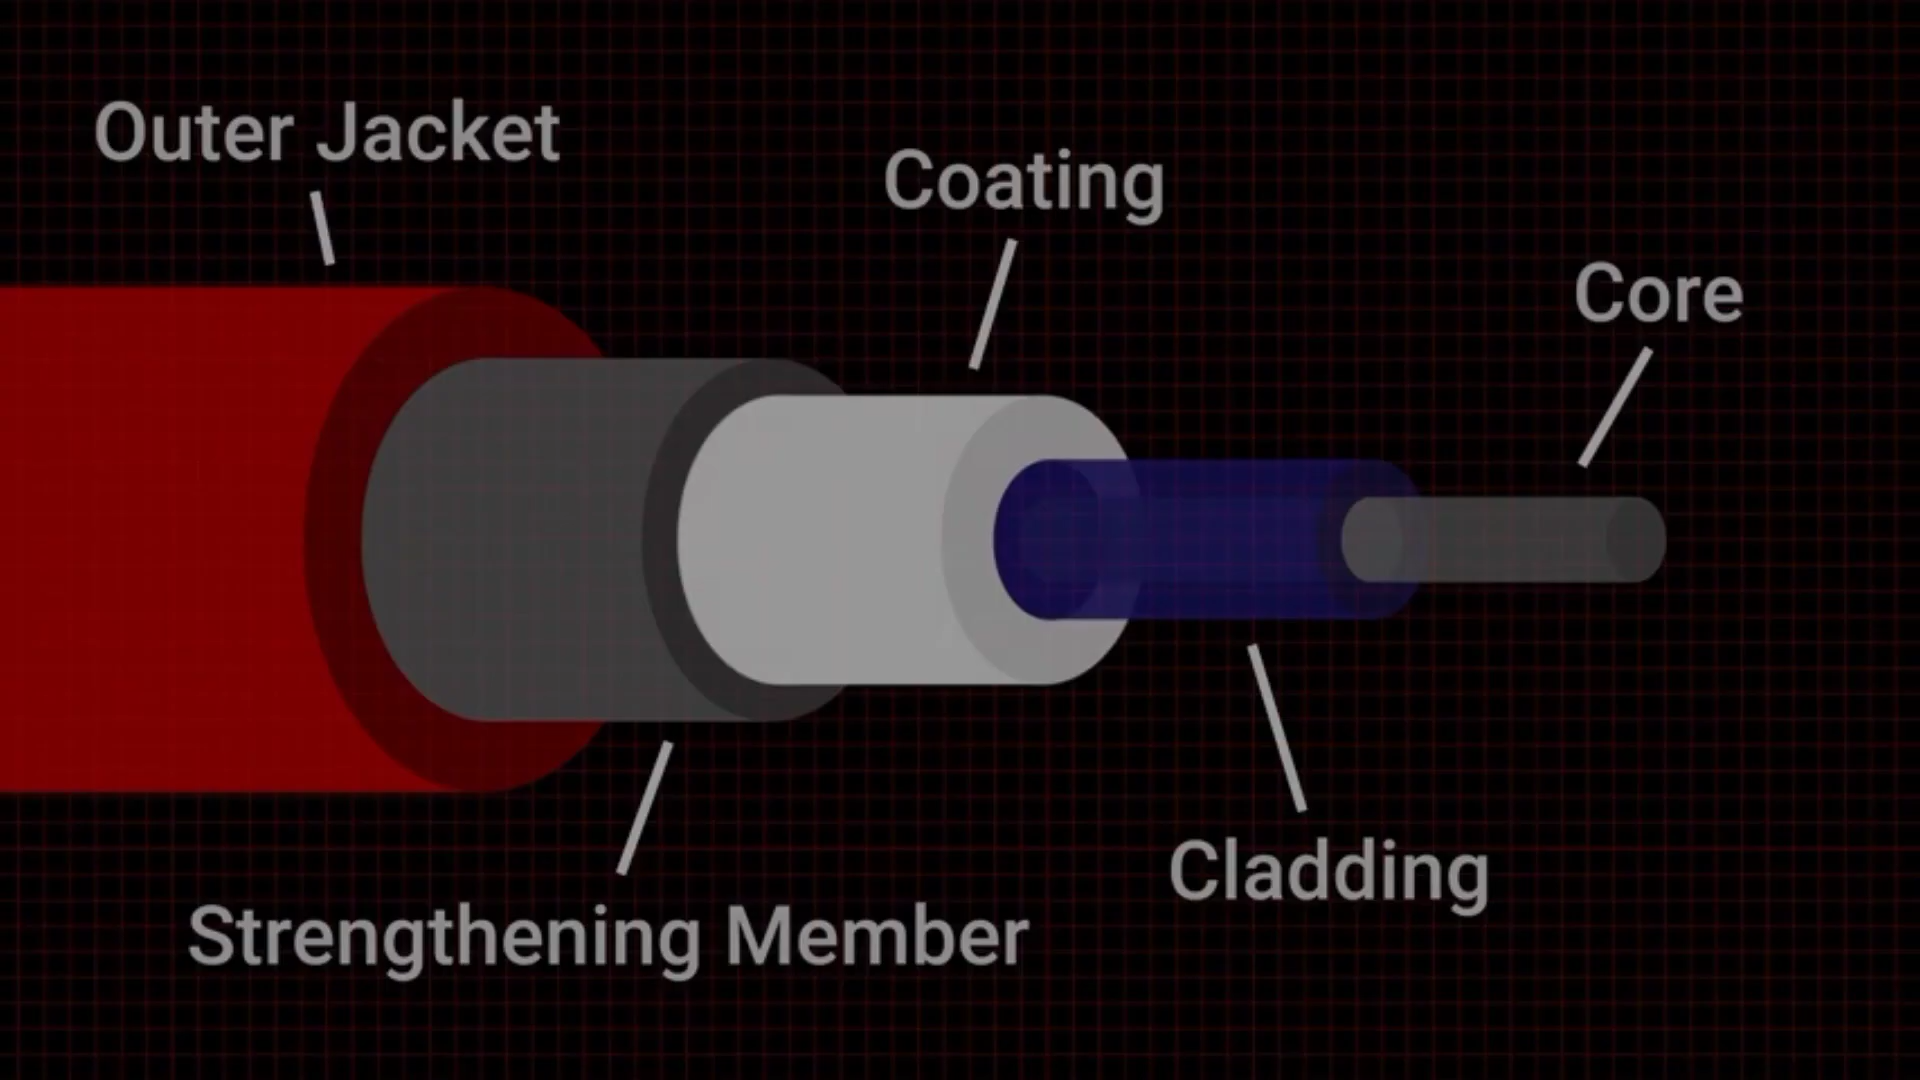 Outer Jacket
Coating
Core
Cladding
Strengthening Member